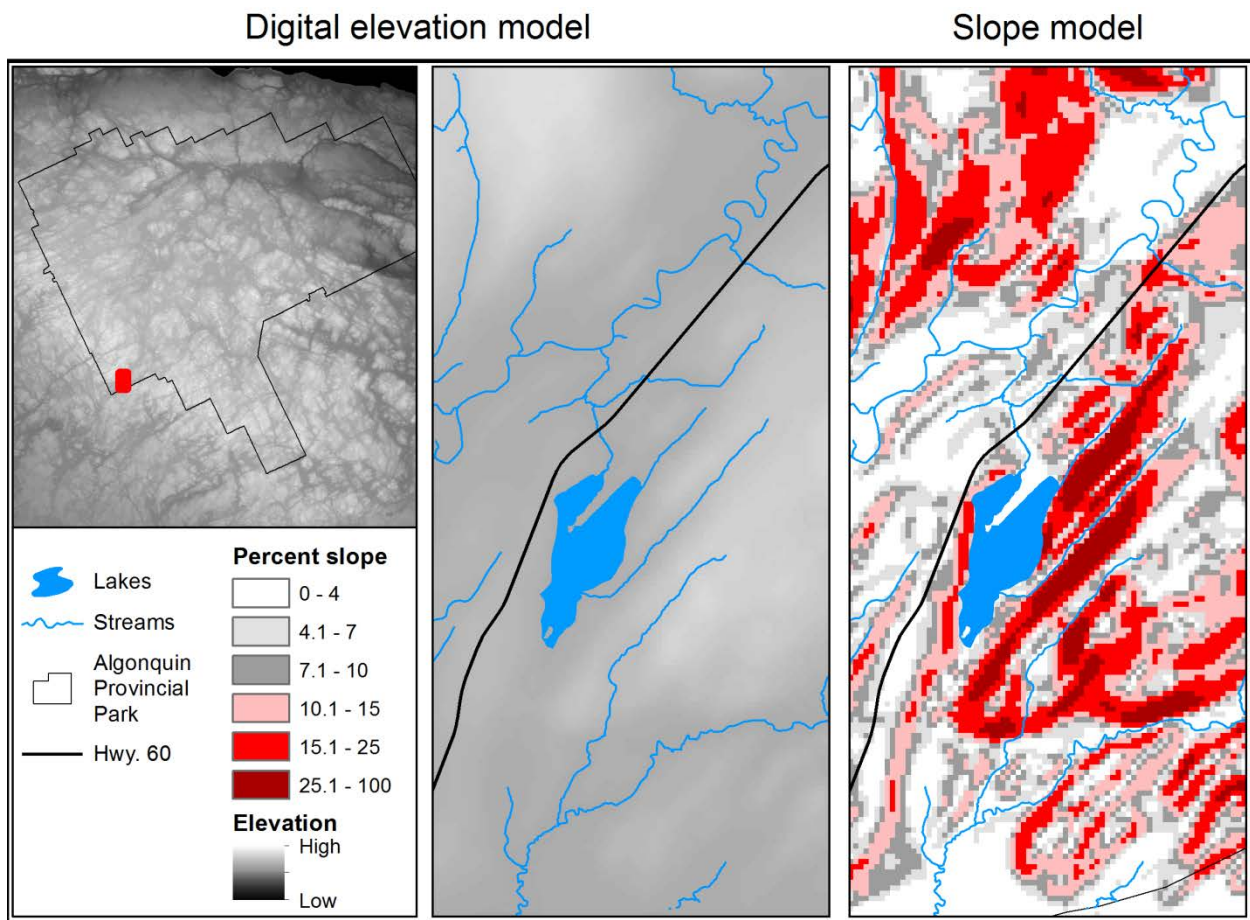 Digital elevation model
Slope model
Lakes
Streams
Algonquin
Provincial
Park
Hwy. 60
Percent slope
0 - 4
4.1 - 7
7.1 - 10
10.1 - 15
15.1 - 25
25.1 - 100
Elevation
High
Low